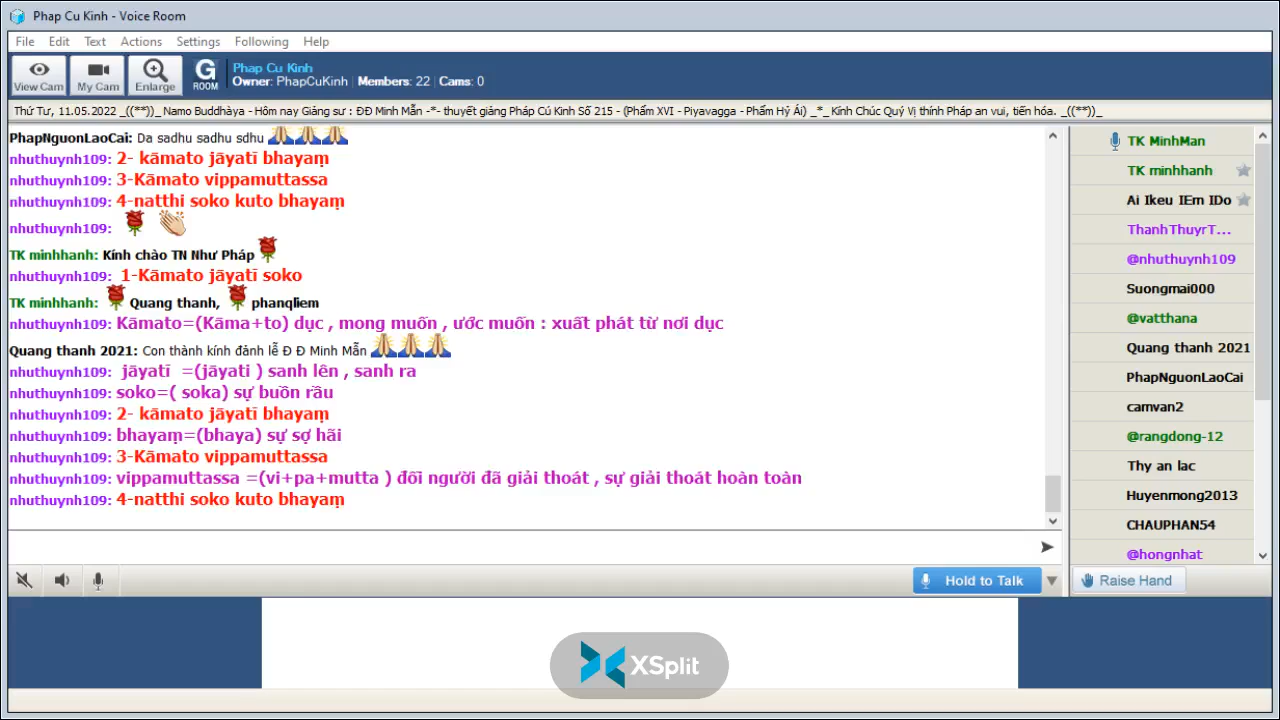 Phap Cu Kinh - Voice Room
File Edit Text Actions Settings Following Help
View Cam My Cam Enlarge G ROOM
Phap Cu Kinh
Owner: PhapCuKinh | Members: 22 | Cams: 0
Thứ Tư, 11.05.2022 _((**))_ Namo Buddhàya - Hôm nay Giảng sư : ĐĐ Minh Mẫn -*- thuyết giảng Pháp Cú Kinh Số 215 - (Phẩm XVI - Piyavagga - Phẩm Hỷ Ái) _*_ Kính Chúc Quý Vị thính Pháp an vui, tiến hóa. _((**))_
PhapNguonLaoCai: Da sadhu sadhu sdhu
nhuthuynh109: 2- kāmato jāyatī bhayaṃ
nhuthuynh109: 3-Kāmato vippamuttassa
nhuthuynh109: 4-natthi soko kuto bhayaṃ
nhuthuynh109:
TK minhhanh: Kính chào TN Như Pháp
nhuthuynh109: 1-Kāmato jāyatī soko
TK minhhanh: Quang thanh, phanqliem
nhuthuynh109: Kāmato=(Kāma+to) dục , mong muốn , ước muốn : xuất phát từ nơi dục
Quang thanh 2021: Con thành kính đảnh lễ Đ Đ Minh Mẫn
nhuthuynh109: jāyatī =(jāyati ) sanh lên , sanh ra
nhuthuynh109: soko=( soka) sự buồn rầu
nhuthuynh109: 2- kāmato jāyatī bhayaṃ
nhuthuynh109: bhayaṃ=(bhaya) sự sợ hãi
nhuthuynh109: 3-Kāmato vippamuttassa
nhuthuynh109: vippamuttassa =(vi+pa+mutta ) đối người đã giải thoát , sự giải thoát hoàn toàn
nhuthuynh109: 4-natthi soko kuto bhayaṃ
TK MinhMan
TK minhhanh
Ai Ikeu IEm IDo
ThanhThuyrT...
@nhuthuynh109
Suongmai000
@vatthana
Quang thanh 2021
PhapNguonLaoCai
camvan2
@rangdong-12
Thy an lac
Huyenmong2013
CHAUPHAN54
@hongnhat
Hold to Talk
Raise Hand
XSplit